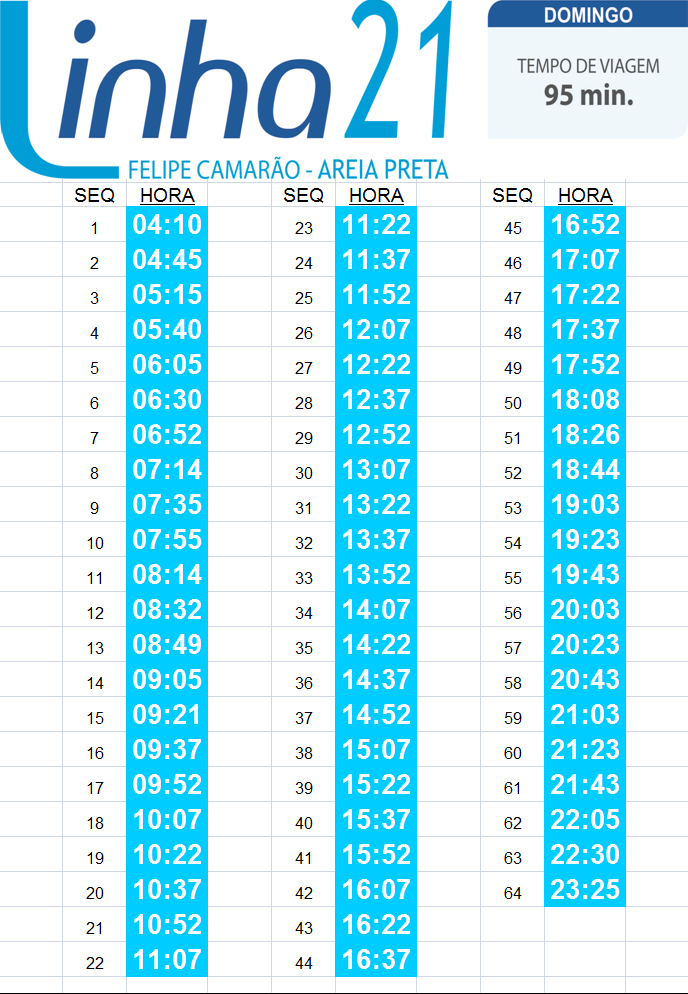 Linha 21
DOMINGO
TEMPO DE VIAGEM
95 min.
FELIPE CAMARÃO - AREIA PRETA
SEQ HORA SEQ HORA SEQ HORA
1 04:10 23 11:22 45 16:52
2 04:45 24 11:37 46 17:07
3 05:15 25 11:52 47 17:22
4 05:40 26 12:07 48 17:37
5 06:05 27 12:22 49 17:52
6 06:30 28 12:37 50 18:08
7 06:52 29 12:52 51 18:26
8 07:14 30 13:07 52 18:44
9 07:35 31 13:22 53 19:03
10 07:55 32 13:37 54 19:23
11 08:14 33 13:52 55 19:43
12 08:32 34 14:07 56 20:03
13 08:49 35 14:22 57 20:23
14 09:05 36 14:37 58 20:43
15 09:21 37 14:52 59 21:03
16 09:37 38 15:07 60 21:23
17 09:52 39 15:22 61 21:43
18 10:07 40 15:37 62 22:05
19 10:22 41 15:52 63 22:30
20 10:37 42 16:07 64 23:25
21 10:52 43 16:22
22 11:07 44 16:37